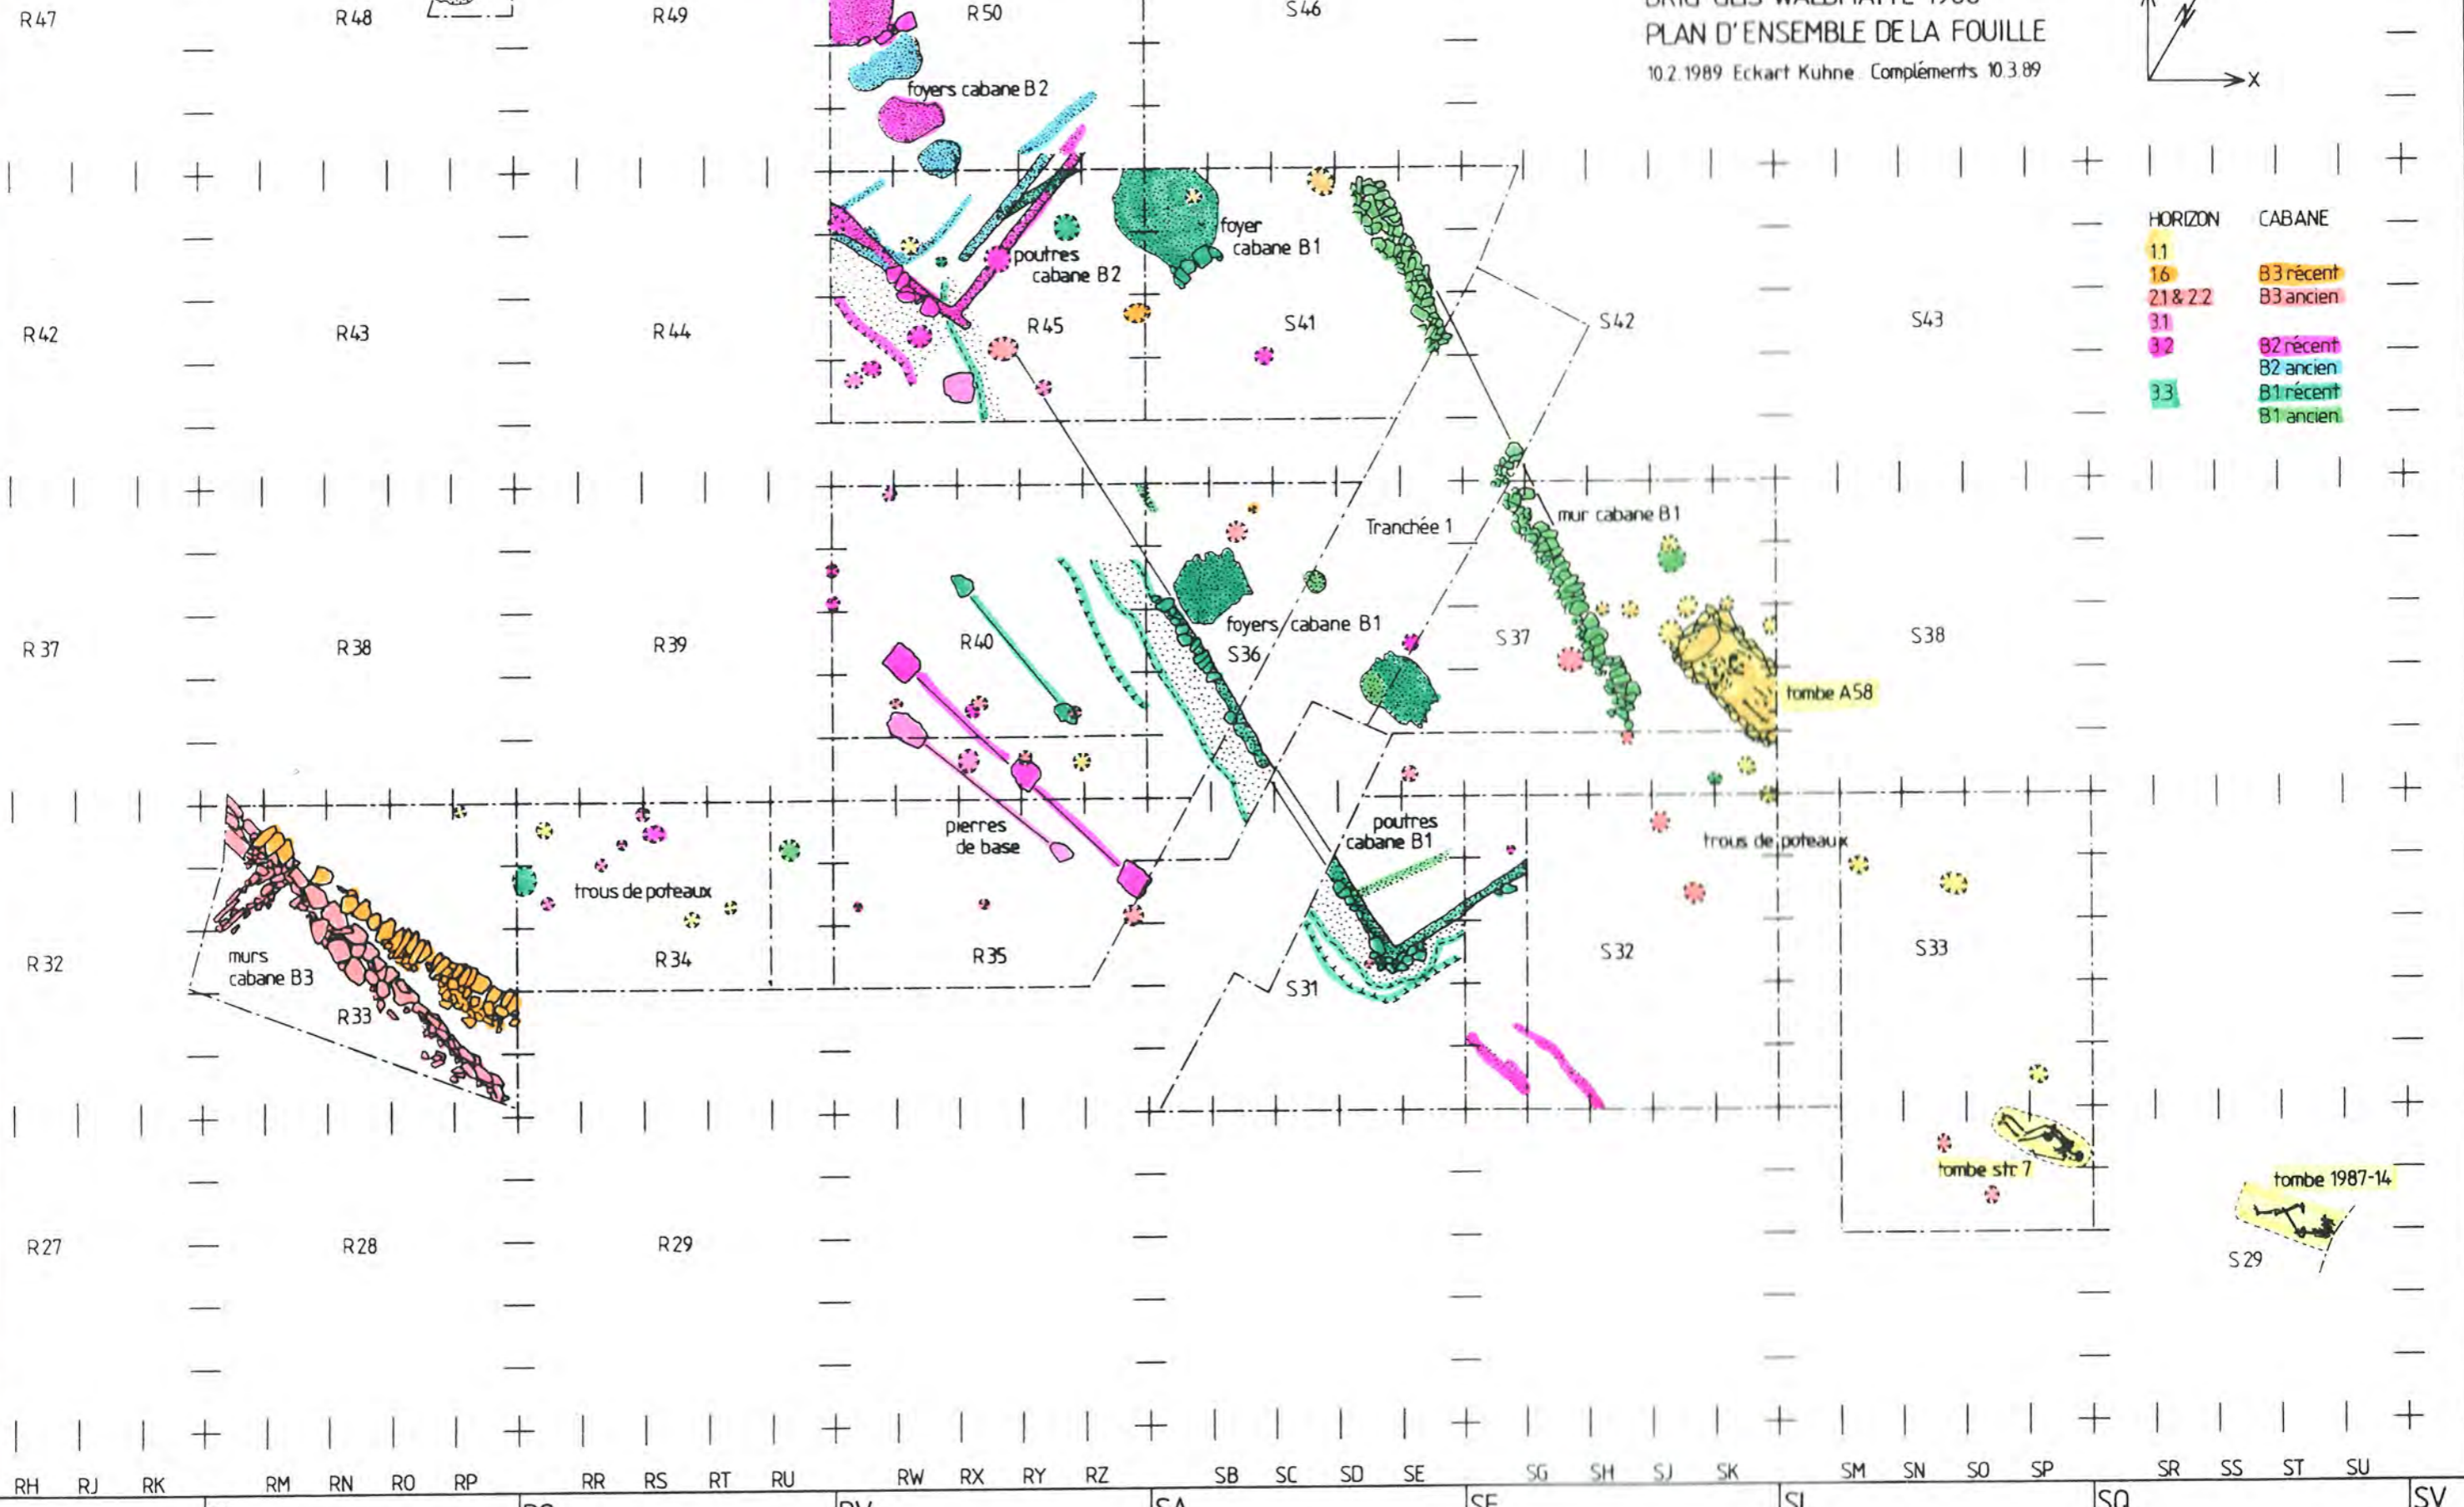 R47
R48
R49
R50
S46
PLAN D'ENSEMBLE DE LA FOUILLE
10.2.1989 Eckart Kühne. Compléments 10.3.89
N
X
foyers cabane B2
foyer
cabane B1
poutres
cabane B2
HORIZON CABANE
1.1
1.6 B3 récent
2.1 & 2.2 B3 ancien
3.1
3.2 B2 récent
B2 ancien
3.3 B1 récent
B1 ancien
R42
R43
R44
R45
S41
S42
S43
Tranchée 1
mur cabane B1
R37
R38
R39
R40
foyers cabane B1
S36
S37
S38
tombe A58
pierres
de base
poutres
cabane B1
trous de poteaux
trous de poteaux
murs
cabane B3
R32
R33
R34
R35
S31
S32
S33
tombe str. 7
tombe 1987-14
R27
R28
R29
S29
RH RJ RK RM RN RO RP RR RS RT RU RW RX RY RZ SB SC SD SE SG SH SJ SK SM SN SO SP SR SS ST SU
RV SA SF SL SQ SV